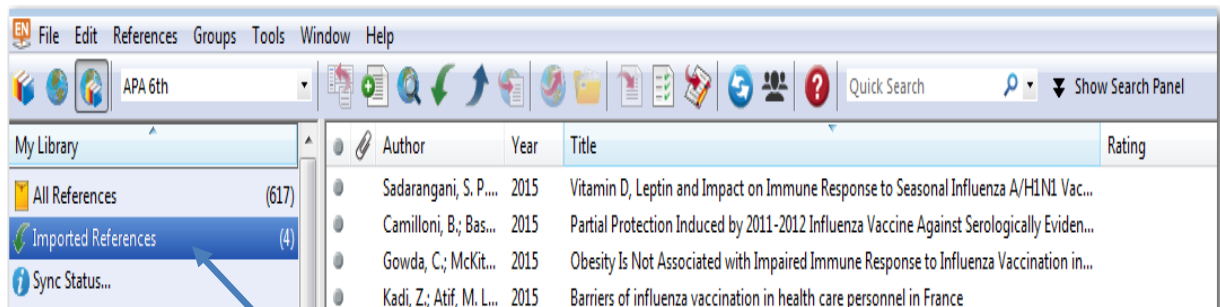 EN File Edit References Groups Tools Window Help
APA 6th Quick Search Show Search Panel
My Library Author Year Title Rating
All References (617) Sadarangani, S. P.... 2015 Vitamin D, Leptin and Impact on Immune Response to Seasonal Influenza A/H1N1 Vac...
Camilloni, B.; Bas... 2015 Partial Protection Induced by 2011-2012 Influenza Vaccine Against Serologically Eviden...
Imported References (4)
Gowda, C.; McKit... 2015 Obesity Is Not Associated with Impaired Immune Response to Influenza Vaccination in...
Sync Status...
Kadi, Z.; Atif, M. L... 2015 Barriers of influenza vaccination in health care personnel in France